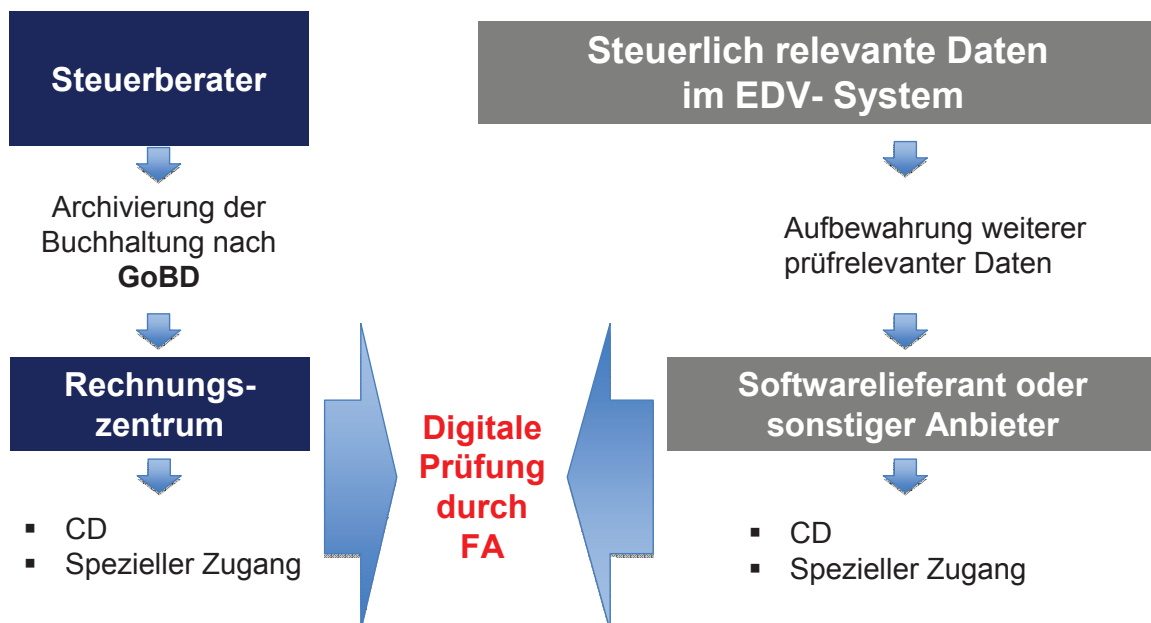 Steuerberater
Archivierung der
Buchhaltung nach
GoBD
Rechnungs-
zentrum
▪ CD
▪ Spezieller Zugang
Digitale
Prüfung
durch
FA
Steuerlich relevante Daten
im EDV- System
Aufbewahrung weiterer
prüfrelevanter Daten
Softwarelieferant oder
sonstiger Anbieter
▪ CD
▪ Spezieller Zugang